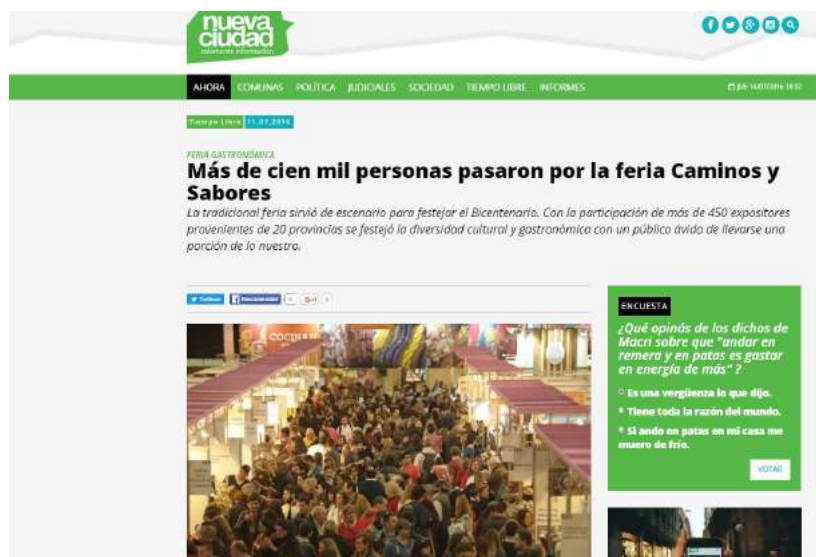 nueva
ciudad
solamente información
AHORA COMUNAS POLÍTICA JUDICIALES SOCIEDAD TIEMPO LIBRE INFORMES
Tiempo Libre 11.07.2016
FERIA GASTRONÓMICA
Más de cien mil personas pasaron por la feria Caminos y
Sabores
La tradicional feria sirvió de escenario para festejar el Bicentenario. Con la participación de más de 450 expositores
provenientes de 20 provincias se festejó la diversidad cultural y gastronómica con un público ávido de llevarse una
porción de lo nuestro.
ENCUESTA
¿Qué opinás de los dichos de
Macri sobre que "andar en
remera y en patas es gastar
en energía de más" ?
Es una vergüenza lo que dijo.
Tiene toda la razón del mundo.
Si ando en patas en mi casa me
muero de frío.
VOTAR
COCINA